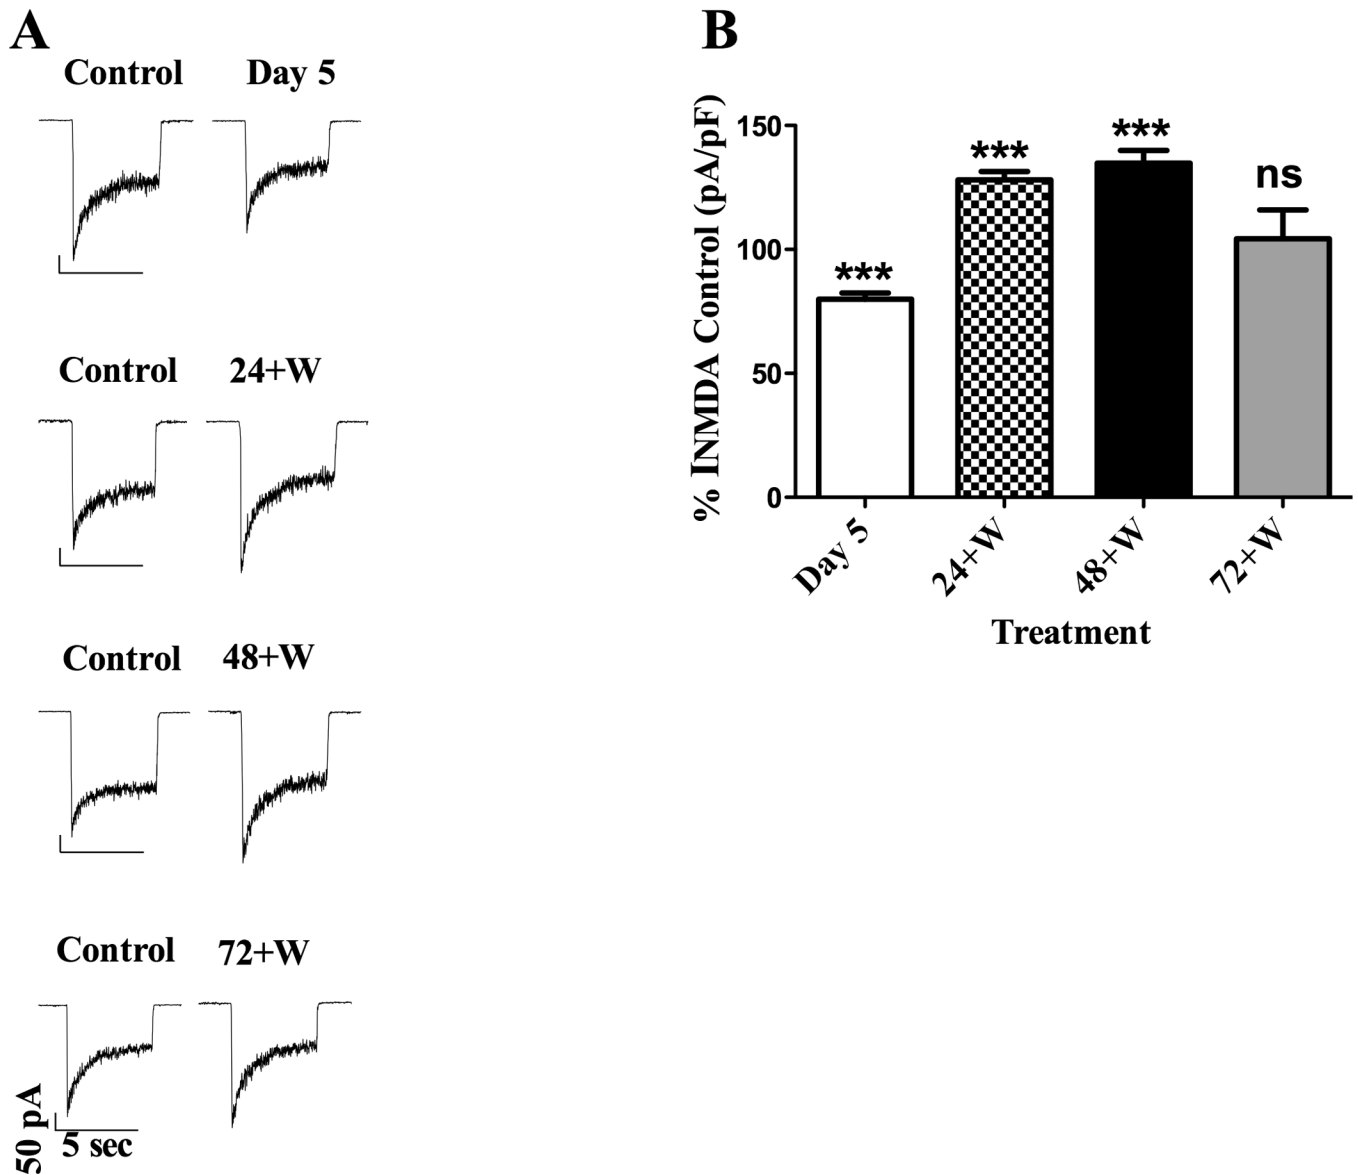 A
Control Day 5
Control 24+W
Control 48+W
Control 72+W
50 pA
5 sec
B
% INMDA Control (pA/pF)
150
100
50
0
***
***
***
ns
Day 5
24+W
48+W
72+W
Treatment